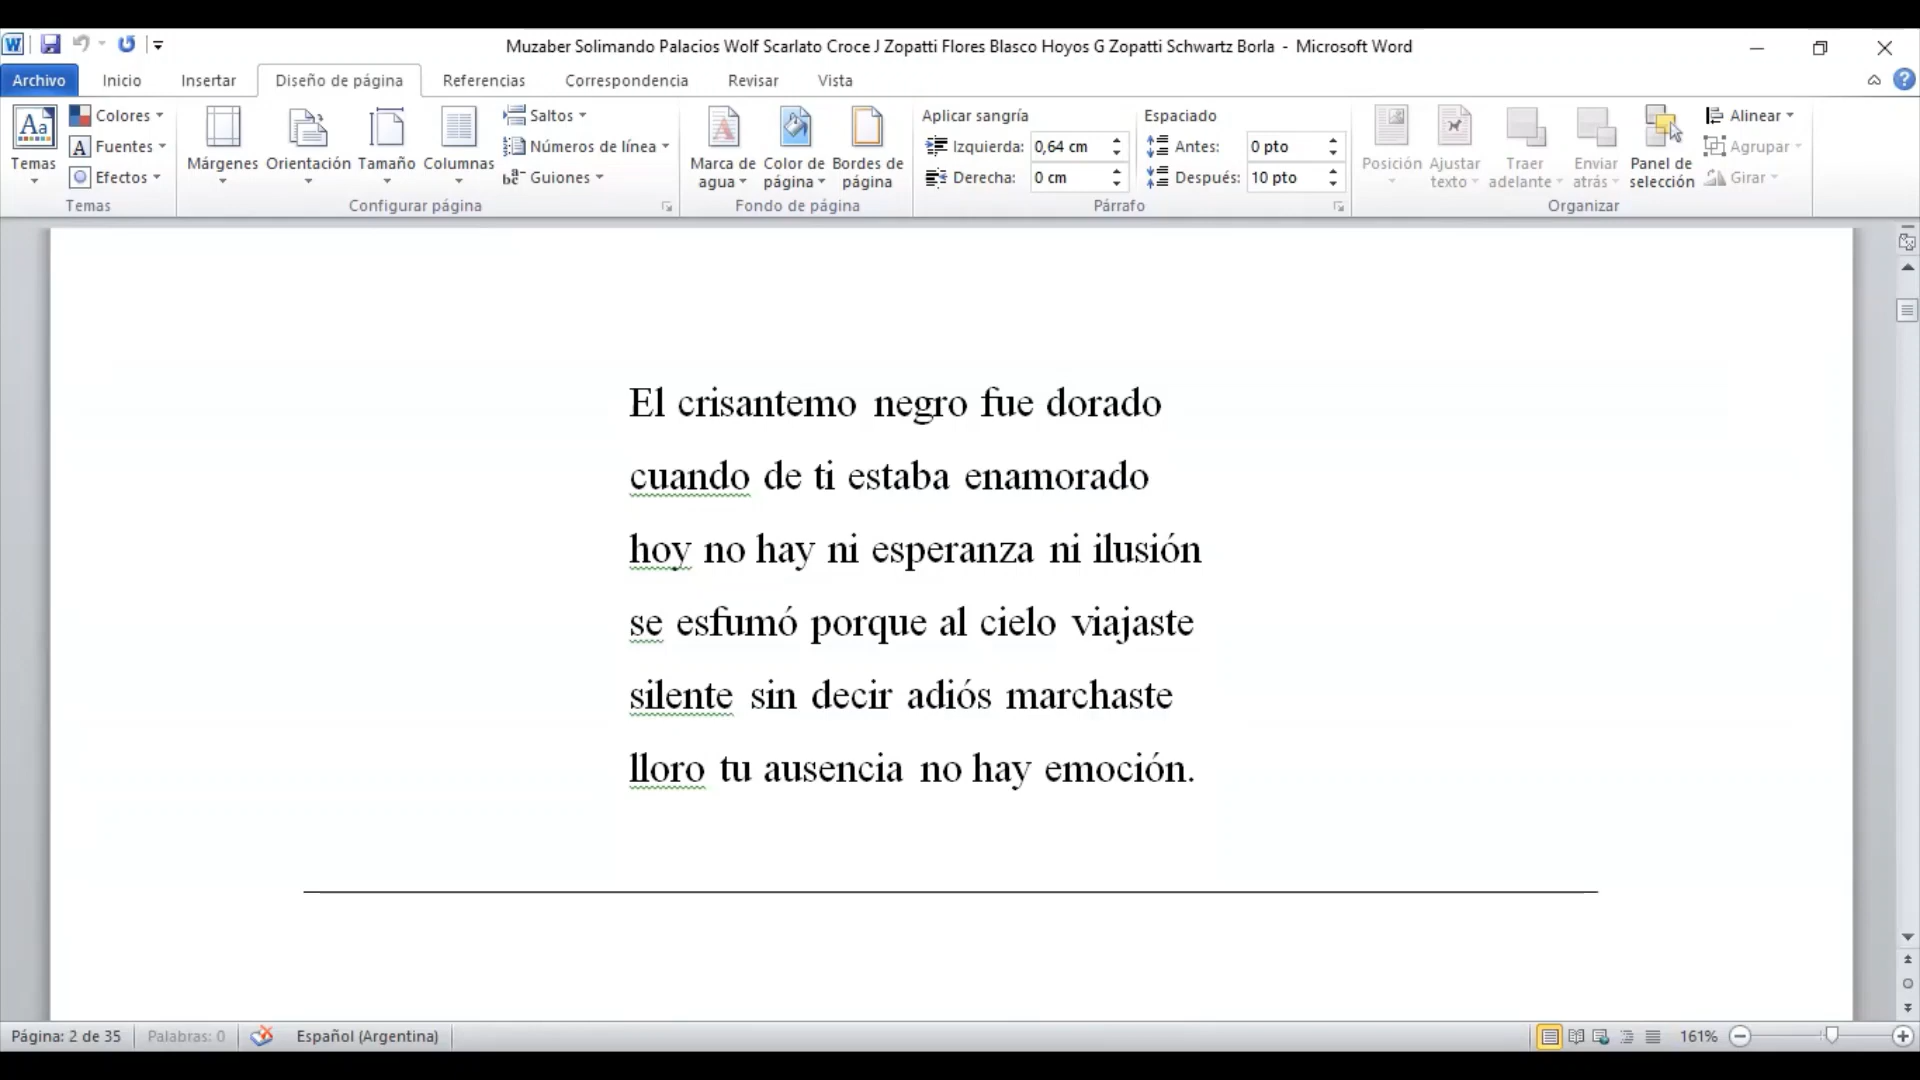 Muzaber Solimando Palacios Wolf Scarlato Croce J Zopatti Flores Blasco Hoyos G Zopatti Schwartz Borla - Microsoft Word
Archivo Inicio Insertar Diseño de página Referencias Correspondencia Revisar Vista
Temas
Colores
Fuentes
Efectos
Temas
Márgenes Orientación Tamaño Columnas
Saltos
Números de línea
Guiones
Configurar página
Marca de agua
Color de página
Bordes de página
Fondo de página
Aplicar sangría
Izquierda: 0,64 cm
Derecha: 0 cm
Espaciado
Antes: 0 pto
Después: 10 pto
Párrafo
Posición
Ajustar texto
Traer adelante
Enviar atrás
Panel de selección
Alinear
Agrupar
Girar
Organizar
El crisantemo negro fue dorado
cuando de ti estaba enamorado
hoy no hay ni esperanza ni ilusión
se esfumó porque al cielo viajaste
silente sin decir adiós marchaste
lloro tu ausencia no hay emoción.
Página: 2 de 35 Palabras: 0 Español (Argentina) 161%